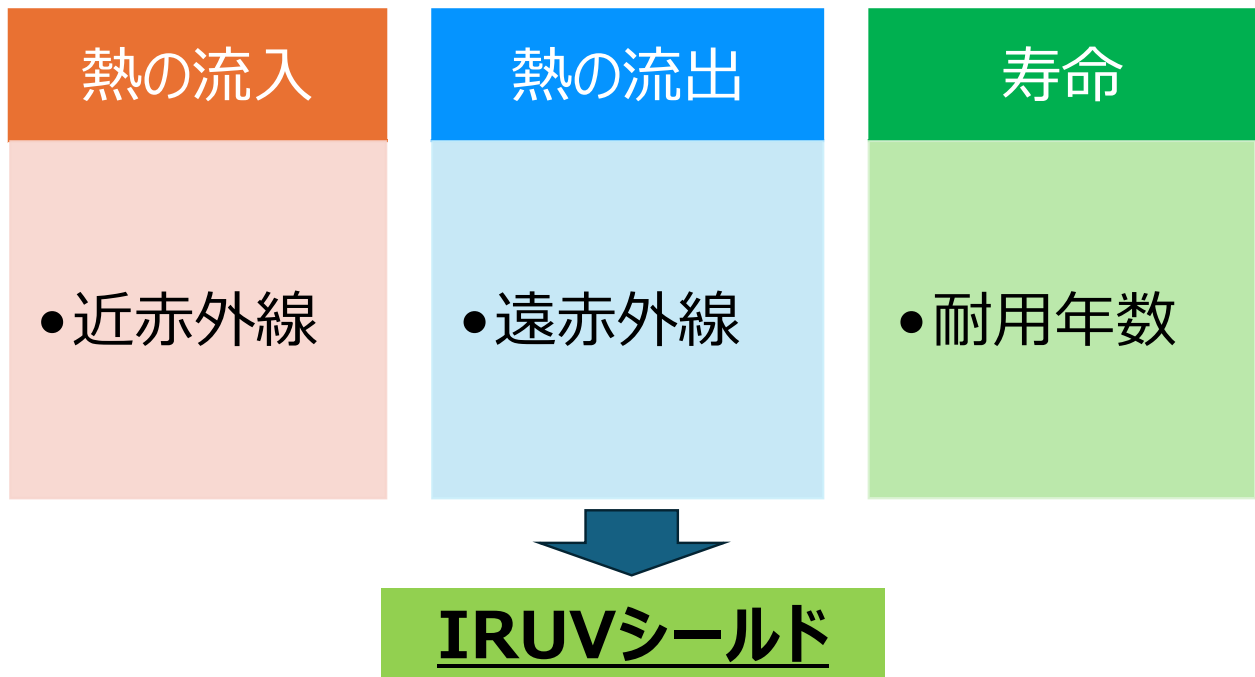 熱の流入
•近赤外線
熱の流出
•遠赤外線
寿命
•耐用年数
IRUVシールド